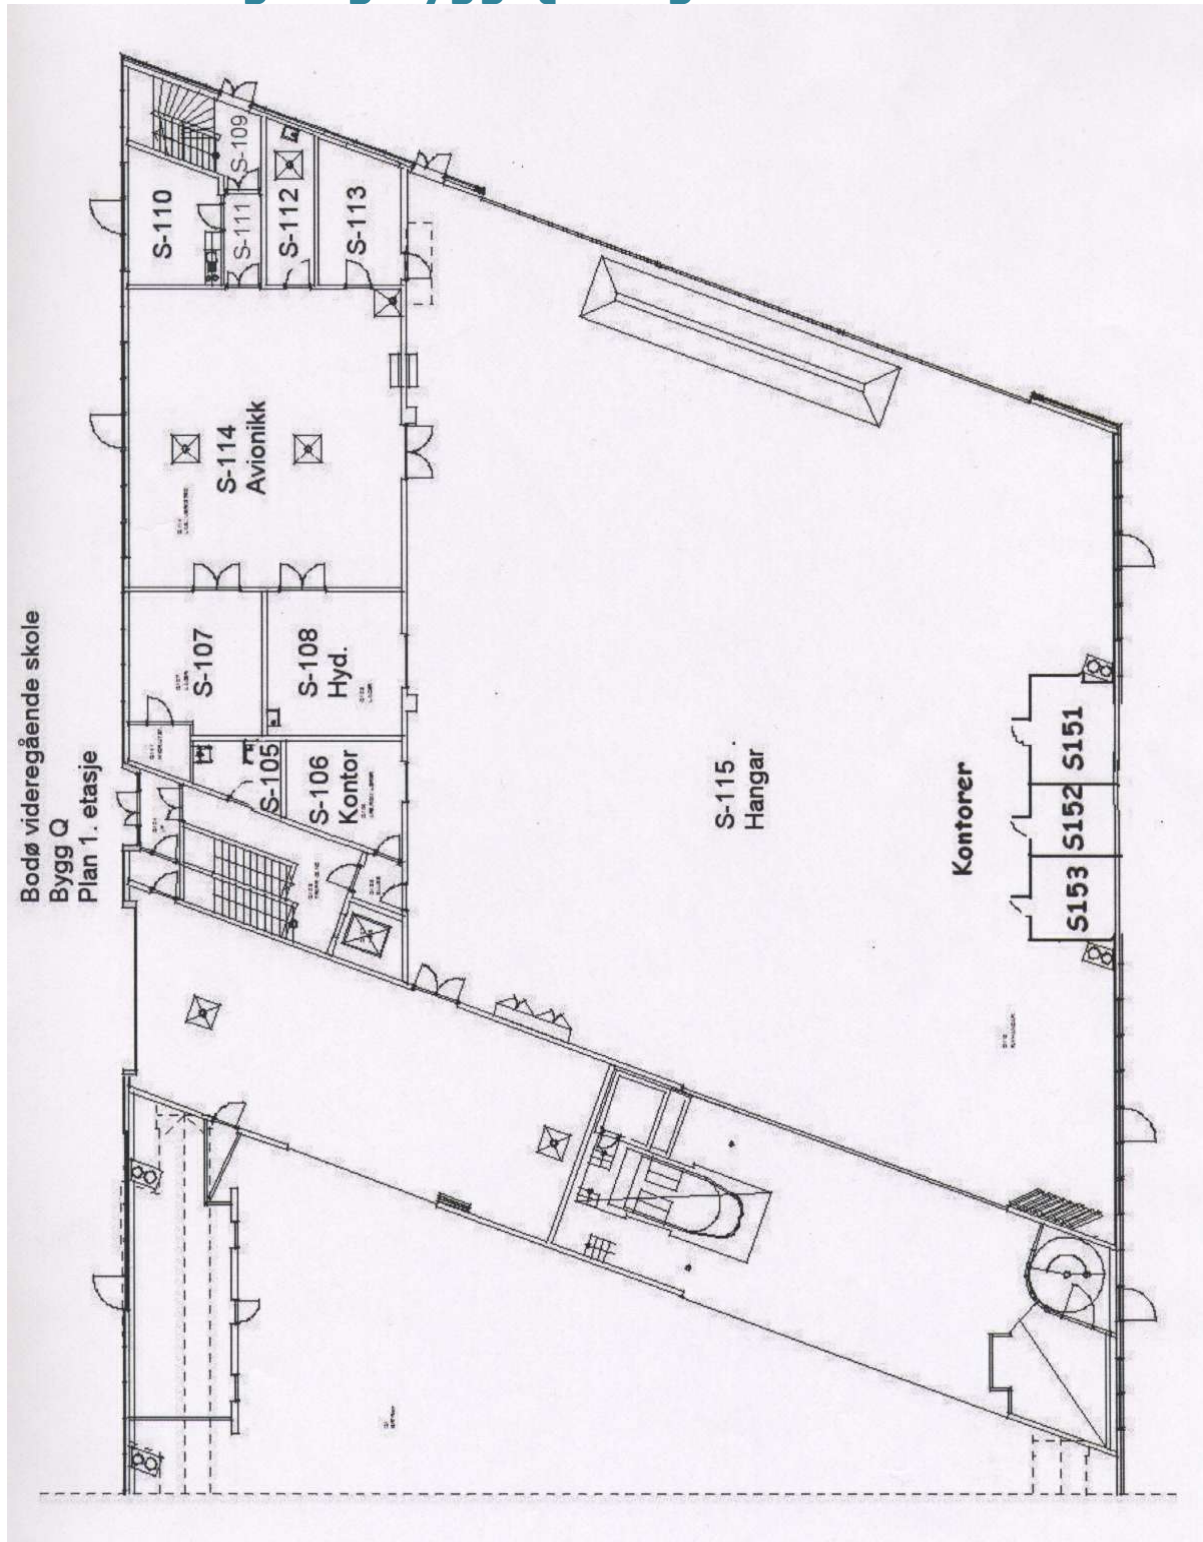 Bodø videregående skole
Bygg Q
Plan 1. etasje
S-109
S-110
S-111
S-112
S-113
S-114
Avionikk
S-107
S-108
Hyd.
S-105
S-106
Kontor
S-115
Hangar
Kontorer
S151
S152
S153